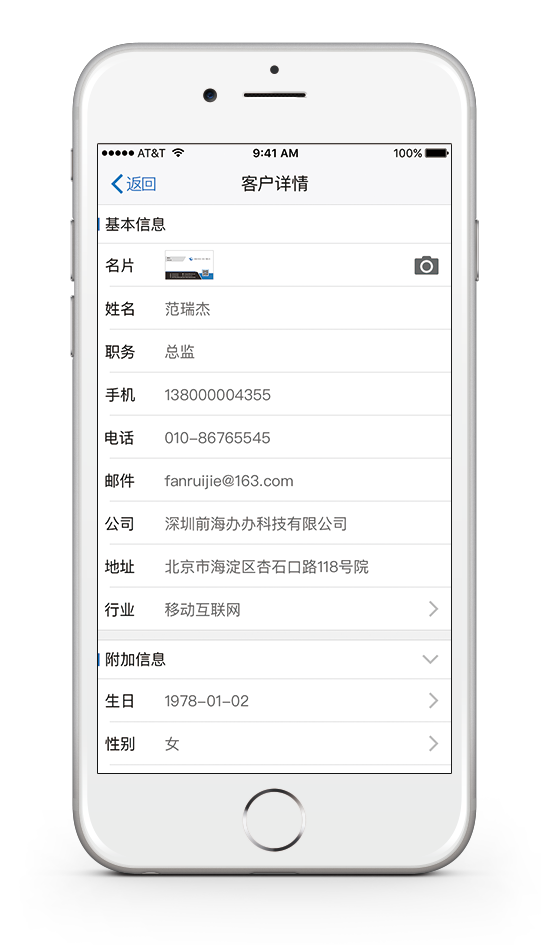 ●●●●● AT&T 9:41 AM 100%
返回 客户详情
基本信息
名片
姓名 范瑞杰
职务 总监
手机 138000004355
电话 010-86765545
邮件 fanruijie@163.com
公司 深圳前海办办科技有限公司
地址 北京市海淀区杏石口路118号院
行业 移动互联网
附加信息
生日 1978-01-02
性别 女